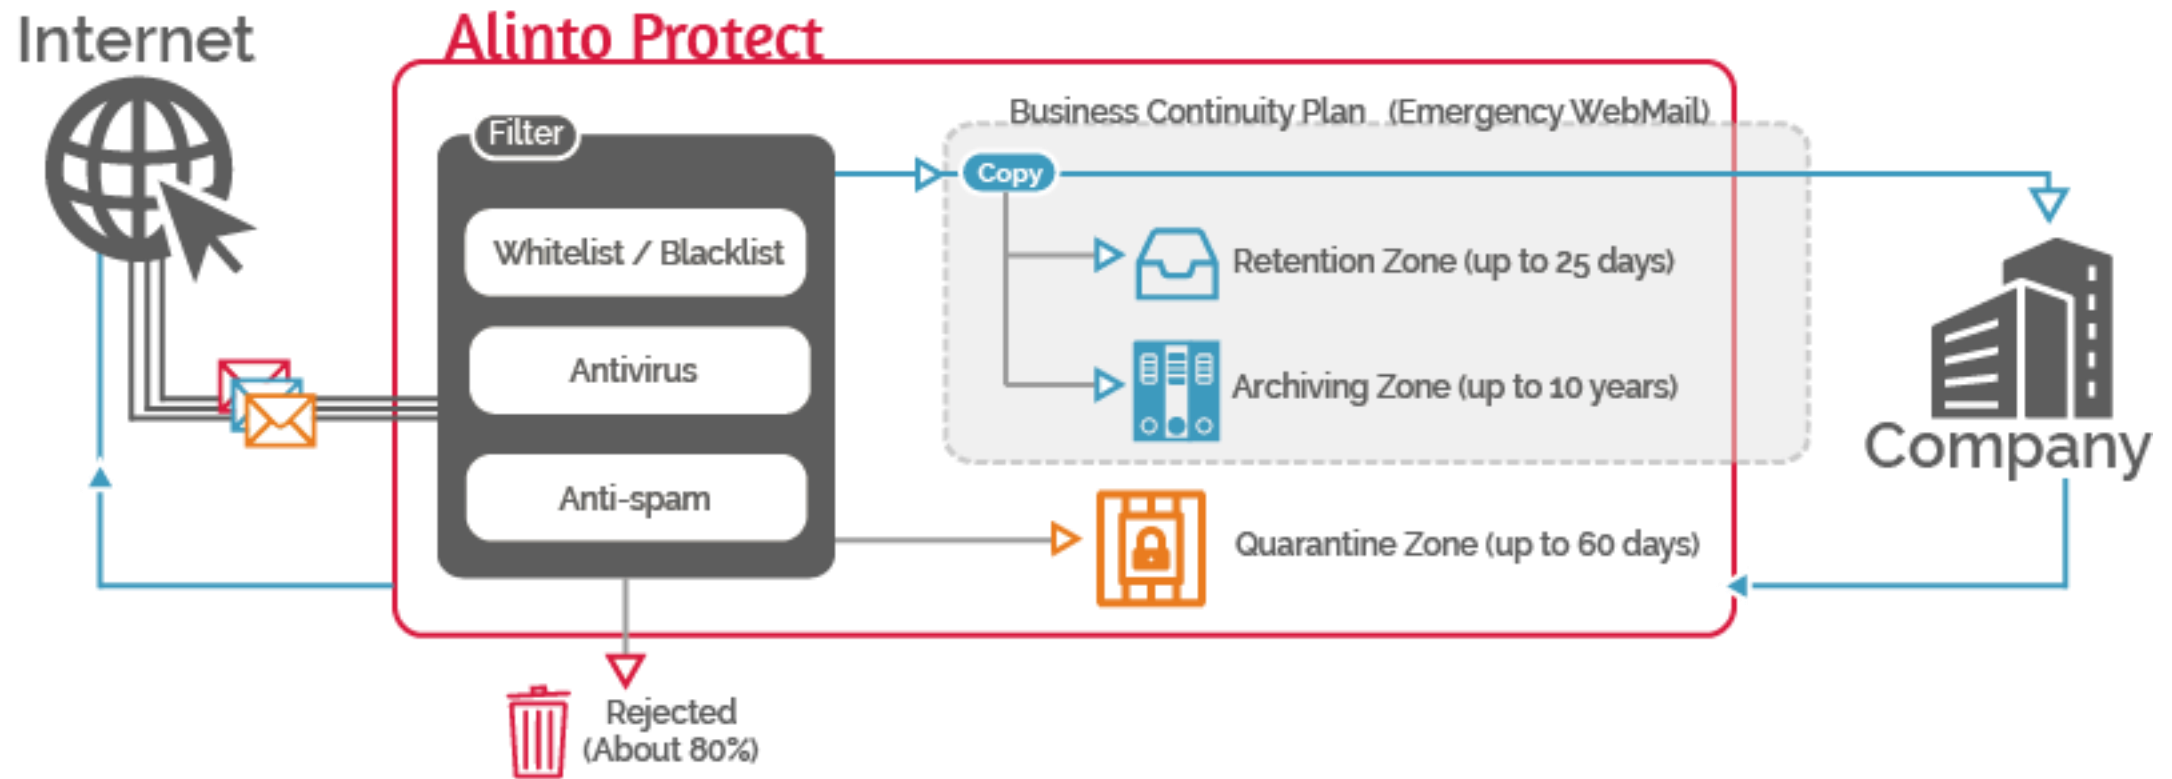 Internet
Alinto Protect
Business Continuity Plan (Emergency WebMail)
Filter
Copy
Whitelist / Blacklist
Retention Zone (up to 25 days)
Antivirus
Archiving Zone (up to 10 years)
Company
Anti-spam
Quarantine Zone (up to 60 days)
Rejected
(About 80%)